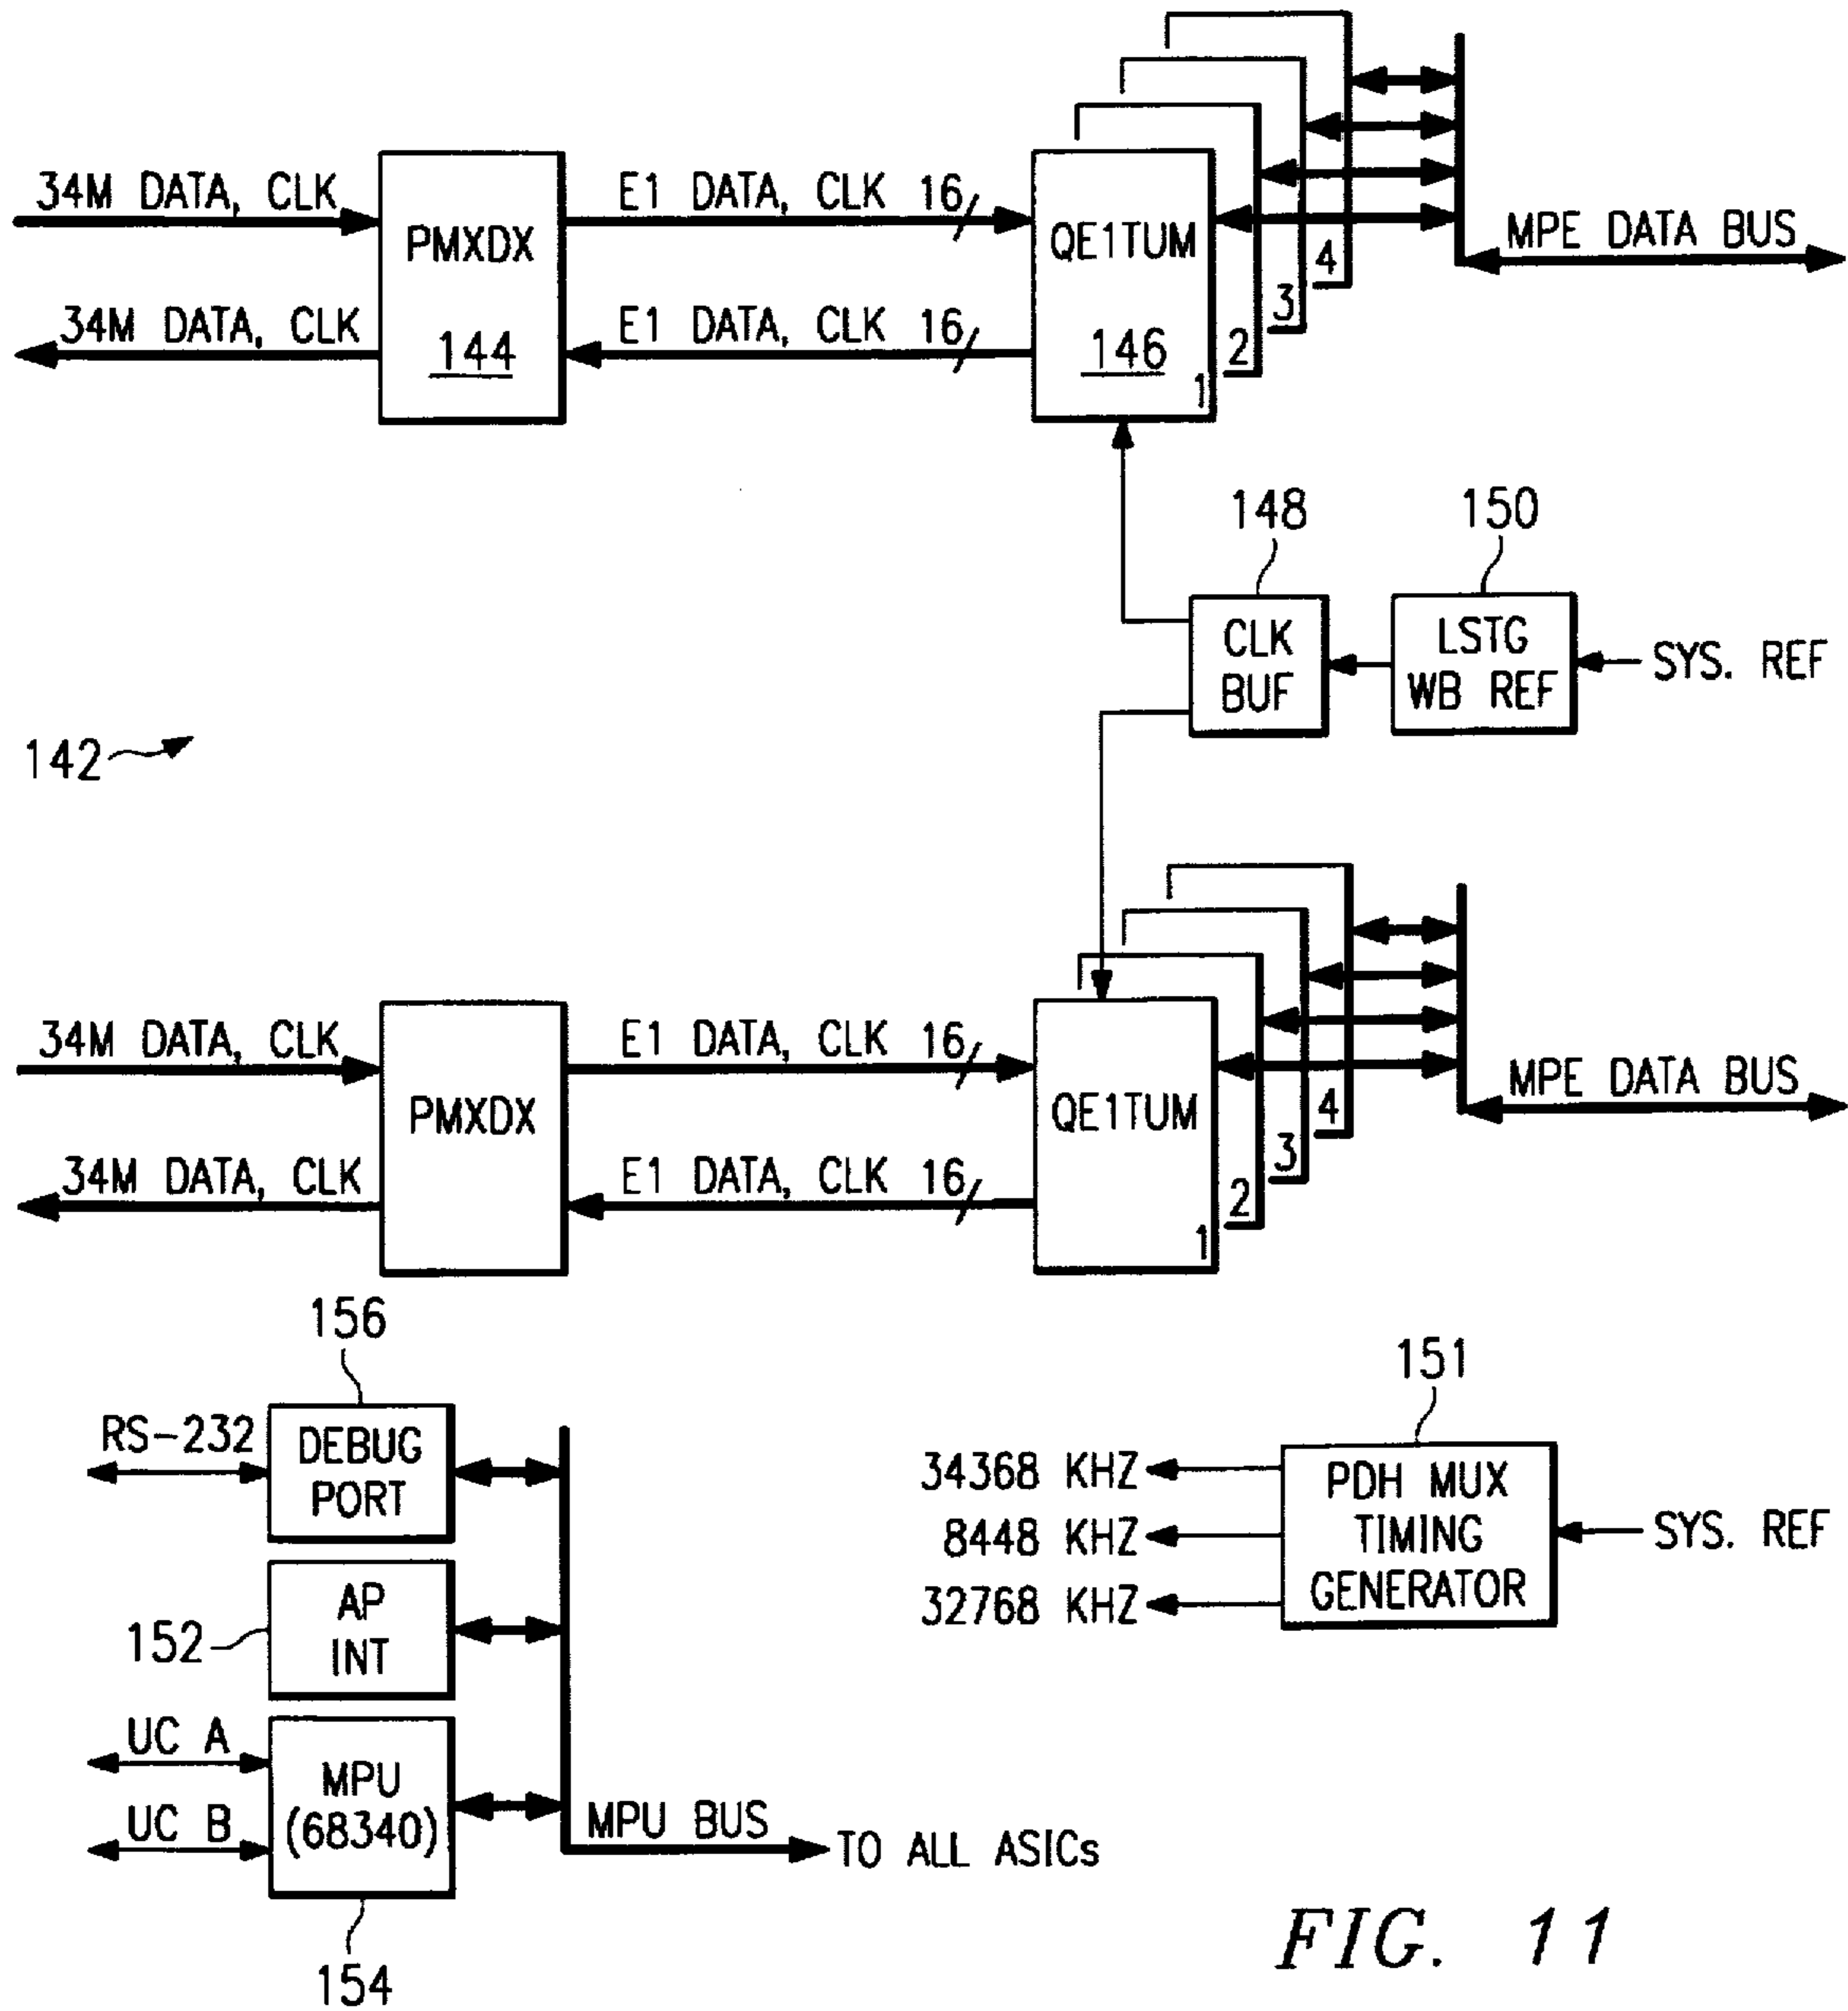 34M DATA, CLK
PMXDX
144
34M DATA, CLK
E1 DATA, CLK 16
E1 DATA, CLK 16
QE1TUM
146
1
2
3
4
MPE DATA BUS
148
150
CLK
BUF
LSTG
WB REF
SYS. REF
142
34M DATA, CLK
PMXDX
34M DATA, CLK
E1 DATA, CLK 16
E1 DATA, CLK 16
QE1TUM
1
2
3
4
MPE DATA BUS
156
RS-232
DEBUG
PORT
152
AP
INT
UC A
UC B
MPU
(68340)
154
MPU BUS
TO ALL ASICs
151
34368 KHZ
8448 KHZ
32768 KHZ
PDH MUX
TIMING
GENERATOR
SYS. REF
FIG. 11